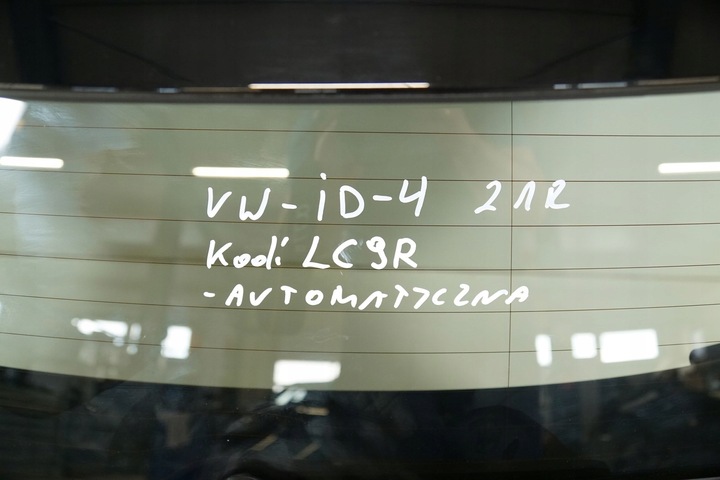 VW-iD-4 21R
Kod: LC9R
-AUTOMATYCZNA